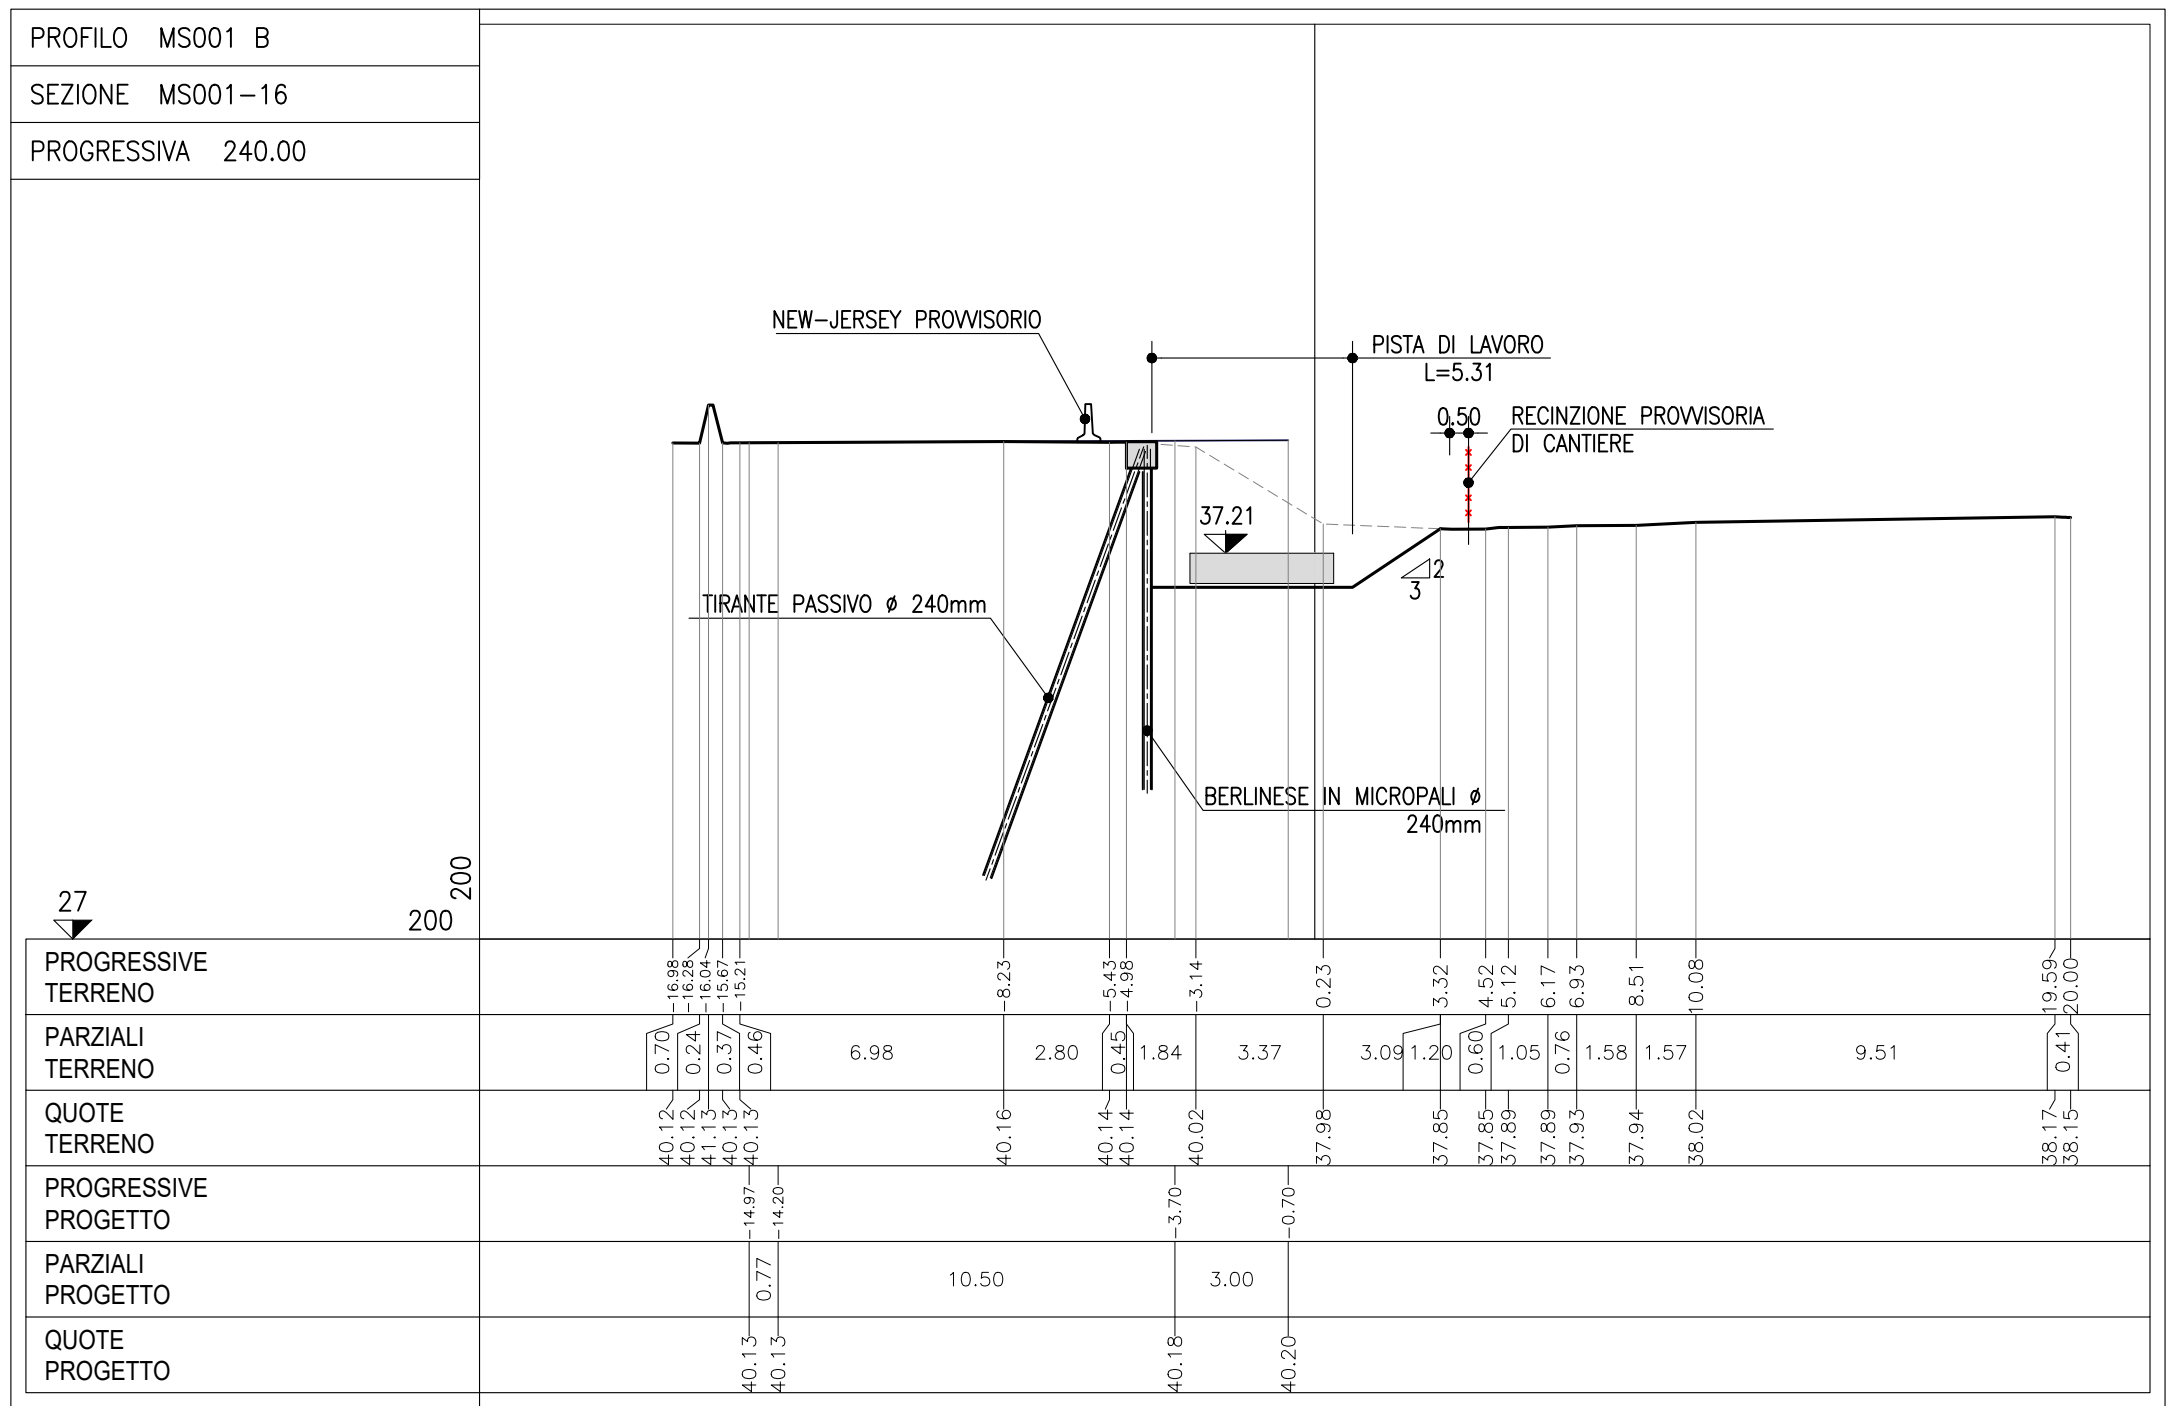 PROFILO MS001 B
SEZIONE MS001-16
PROGRESSIVA 240.00
NEW-JERSEY PROVVISORIO
PISTA DI LAVORO
L=5.31
0.50
RECINZIONE PROVVISORIA
DI CANTIERE
37.21
2
3
TIRANTE PASSIVO ø 240mm
BERLINESE IN MICROPALI ø
240mm
200
200
27
PROGRESSIVE
TERRENO
-16.98 -16.28 -16.04 -15.67 -15.21 -8.23 -5.43 -4.98 -3.14 0.23 3.32 4.52 5.12 6.17 6.93 8.51 10.08 19.59 20.00
PARZIALI
TERRENO
0.70 0.24 0.37 0.46 6.98 2.80 0.45 1.84 3.37 3.09 1.20 0.60 1.05 0.76 1.58 1.57 9.51 0.41
QUOTE
TERRENO
40.12 40.12 41.13 40.13 40.13 40.16 40.14 40.14 40.02 37.98 37.85 37.85 37.89 37.89 37.93 37.94 38.02 38.17 38.15
PROGRESSIVE
PROGETTO
-14.97 -14.20 -3.70 -0.70
PARZIALI
PROGETTO
0.77 10.50 3.00
QUOTE
PROGETTO
40.13 40.13 40.18 40.20